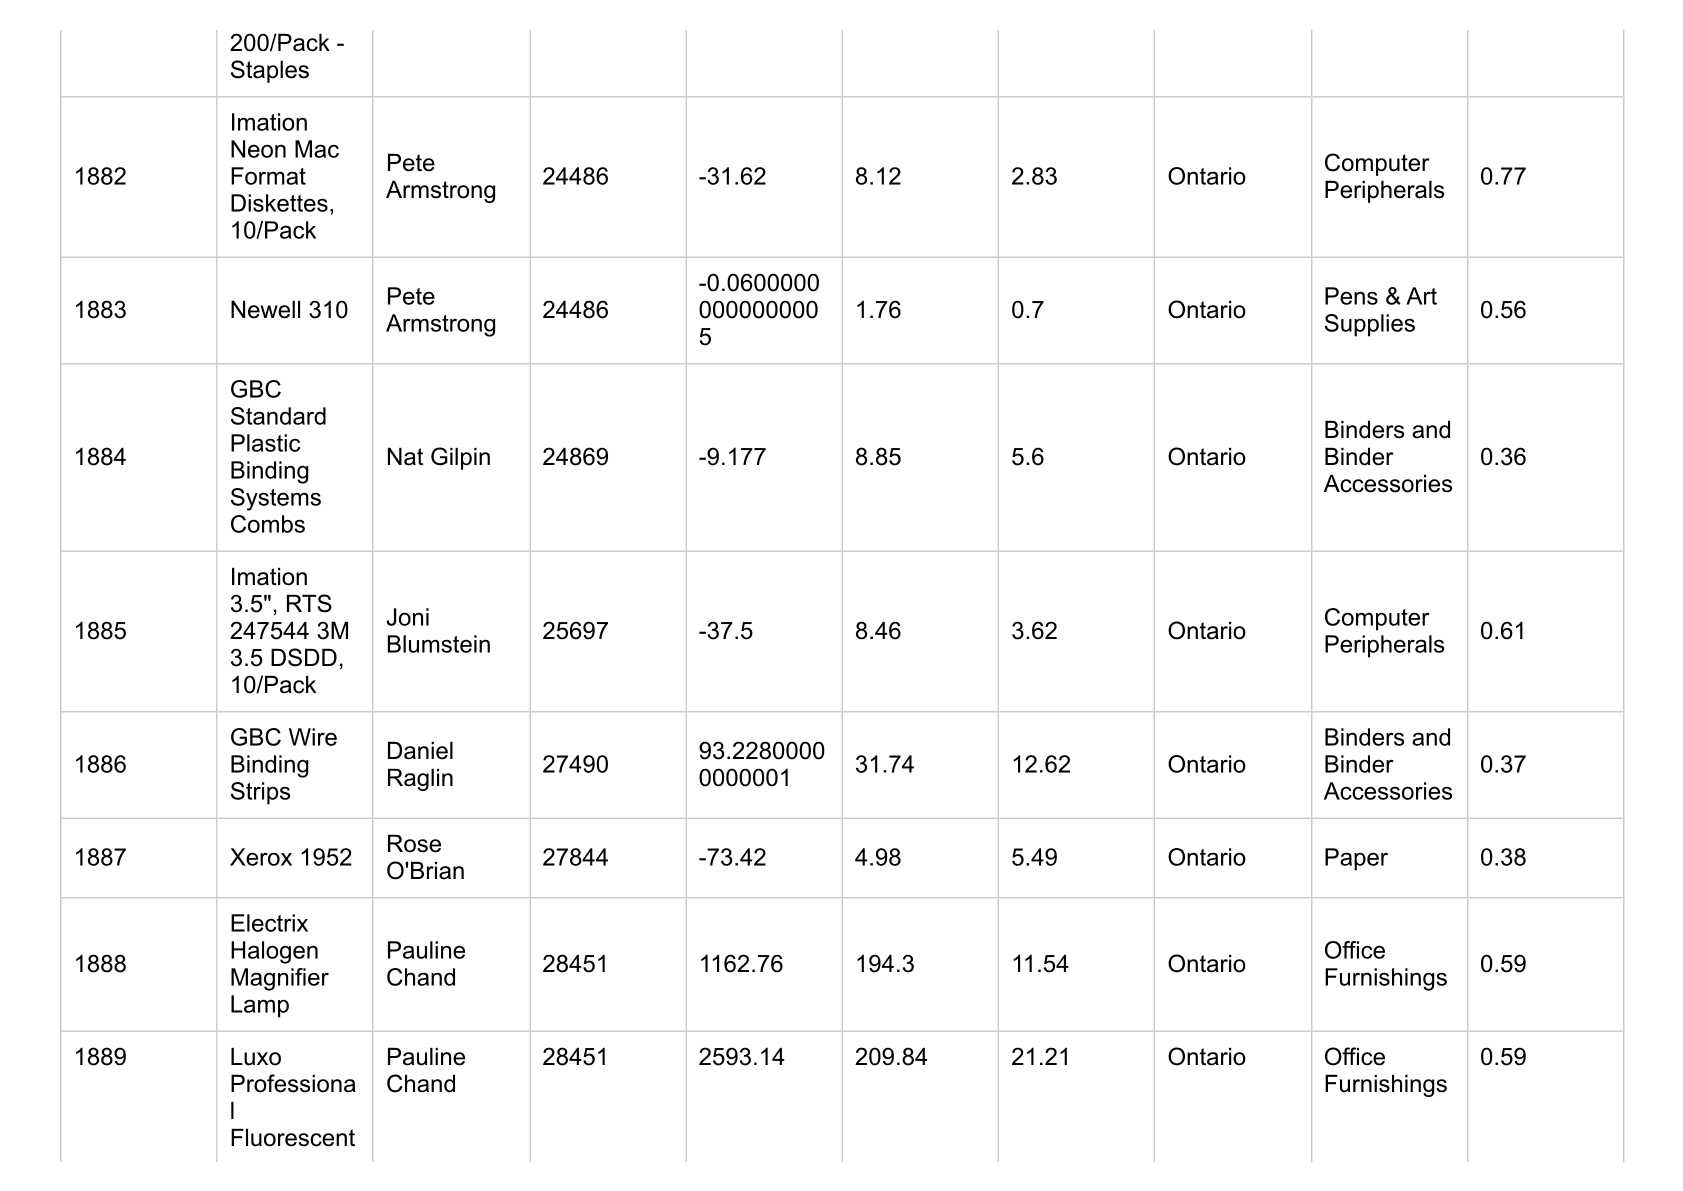 200/Pack -
Staples
1882
Imation
Neon Mac
Format
Diskettes,
10/Pack
Pete
Armstrong
24486
-31.62
8.12
2.83
Ontario
Computer
Peripherals
0.77
1883
Newell 310
Pete
Armstrong
24486
-0.0600000
000000000
5
1.76
0.7
Ontario
Pens & Art
Supplies
0.56
1884
GBC
Standard
Plastic
Binding
Systems
Combs
Nat Gilpin
24869
-9.177
8.85
5.6
Ontario
Binders and
Binder
Accessories
0.36
1885
Imation
3.5", RTS
247544 3M
3.5 DSDD,
10/Pack
Joni
Blumstein
25697
-37.5
8.46
3.62
Ontario
Computer
Peripherals
0.61
1886
GBC Wire
Binding
Strips
Daniel
Raglin
27490
93.2280000
0000001
31.74
12.62
Ontario
Binders and
Binder
Accessories
0.37
1887
Xerox 1952
Rose
O'Brian
27844
-73.42
4.98
5.49
Ontario
Paper
0.38
1888
Electrix
Halogen
Magnifier
Lamp
Pauline
Chand
28451
1162.76
194.3
11.54
Ontario
Office
Furnishings
0.59
1889
Luxo
Professiona
l
Fluorescent
Pauline
Chand
28451
2593.14
209.84
21.21
Ontario
Office
Furnishings
0.59